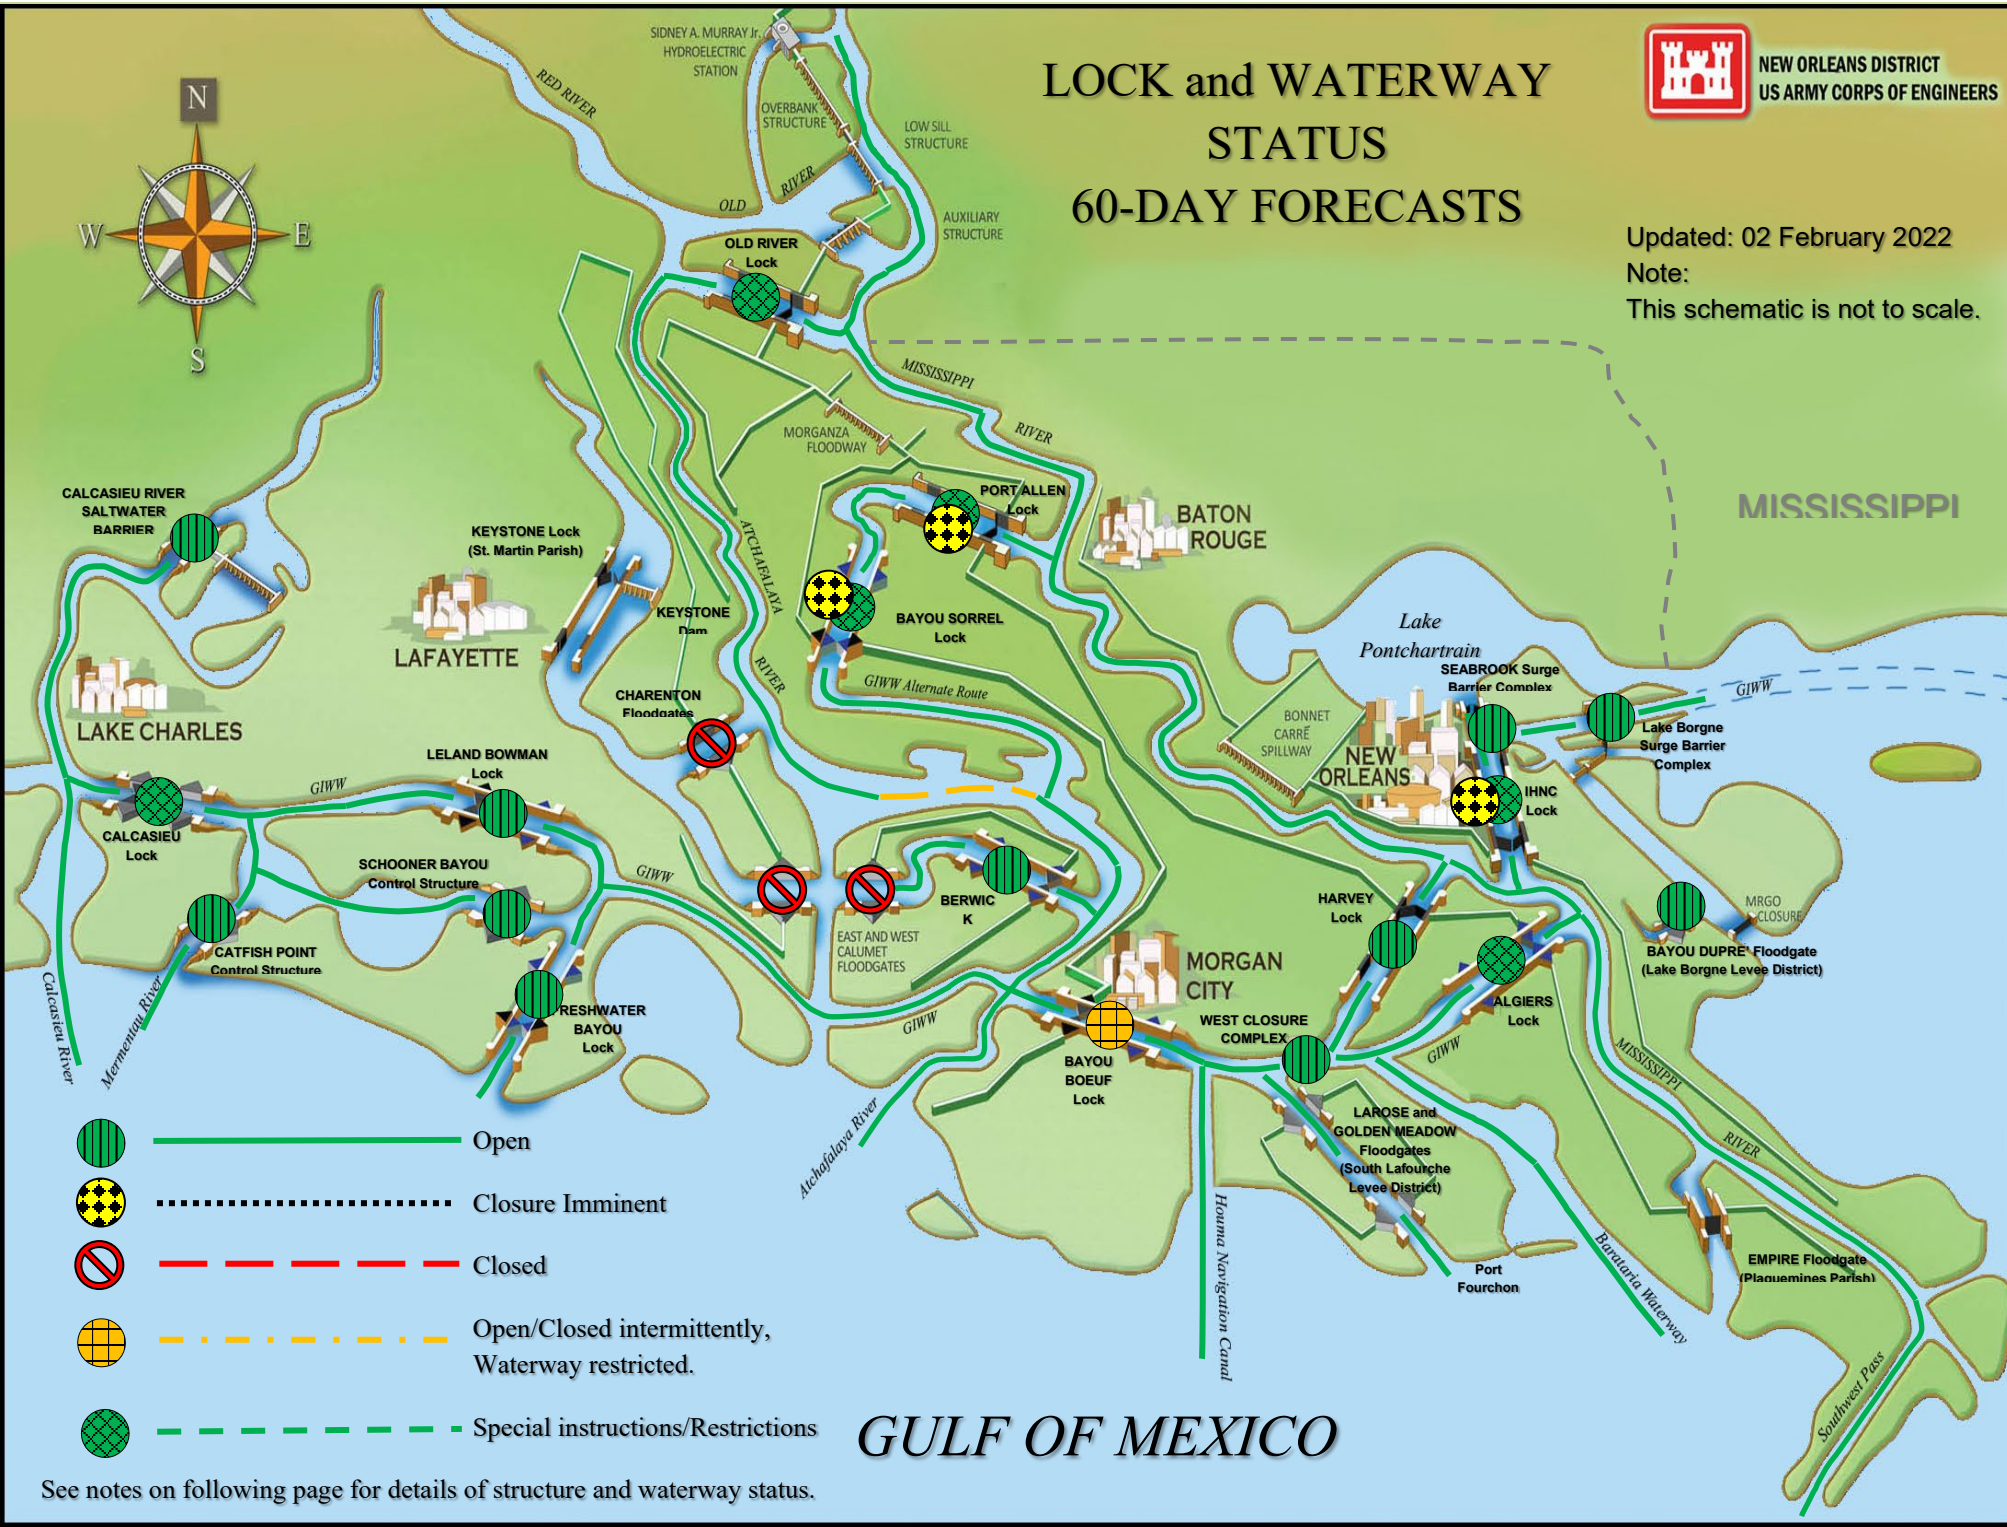 SIDNEY A. MURRAY Jr.
HYDROELECTRIC
STATION
LOCK and WATERWAY
STATUS
60-DAY FORECASTS
NEW ORLEANS DISTRICT
US ARMY CORPS OF ENGINEERS
Updated: 02 February 2022
Note:
This schematic is not to scale.
N
W
E
S
RED RIVER
OVERBANK
STRUCTURE
LOW SILL
STRUCTURE
OLD
RIVER
AUXILIARY
STRUCTURE
OLD RIVER
Lock
MISSISSIPPI
RIVER
MORGANZA
FLOODWAY
CALCASIEU RIVER
SALTWATER
BARRIER
KEYSTONE Lock
(St. Martin Parish)
PORT ALLEN
Lock
BATON
ROUGE
MISSISSIPPI
ATCHAFALAYA
RIVER
KEYSTONE
Dam
BAYOU SORREL
Lock
LAFAYETTE
Lake
Pontchartrain
SEABROOK Surge
Barrier Complex
GIWW
GIWW Alternate Route
CHARENTON
Floodgates
LAKE CHARLES
BONNET
CARRÉ
SPILLWAY
Lake Borgne
Surge Barrier
Complex
LELAND BOWMAN
Lock
NEW
ORLEANS
GIWW
IHNC
Lock
CALCASIEU
Lock
SCHOONER BAYOU
Control Structure
GIWW
BERWIC
K
HARVEY
Lock
MRGO
CLOSURE
EAST AND WEST
CALUMET
FLOODGATES
CATFISH POINT
Control Structure
BAYOU DUPRE' Floodgate
(Lake Borgne Levee District)
MORGAN
CITY
ALGIERS
Lock
Calcasieu River
Mermentau River
RESHWATER
BAYOU
Lock
GIWW
WEST CLOSURE
COMPLEX
GIWW
BAYOU
BOEUF
Lock
MISSISSIPPI
RIVER
LAROSE and
GOLDEN MEADOW
Floodgates
(South Lafourche
Levee District)
Atchafalaya River
Houma Navigation Canal
Barataria Waterway
Port
Fourchon
EMPIRE Floodgate
(Plaquemines Parish)
Southwest Pass
Open
Closure Imminent
Closed
Open/Closed intermittently,
Waterway restricted.
Special instructions/Restrictions
GULF OF MEXICO
See notes on following page for details of structure and waterway status.